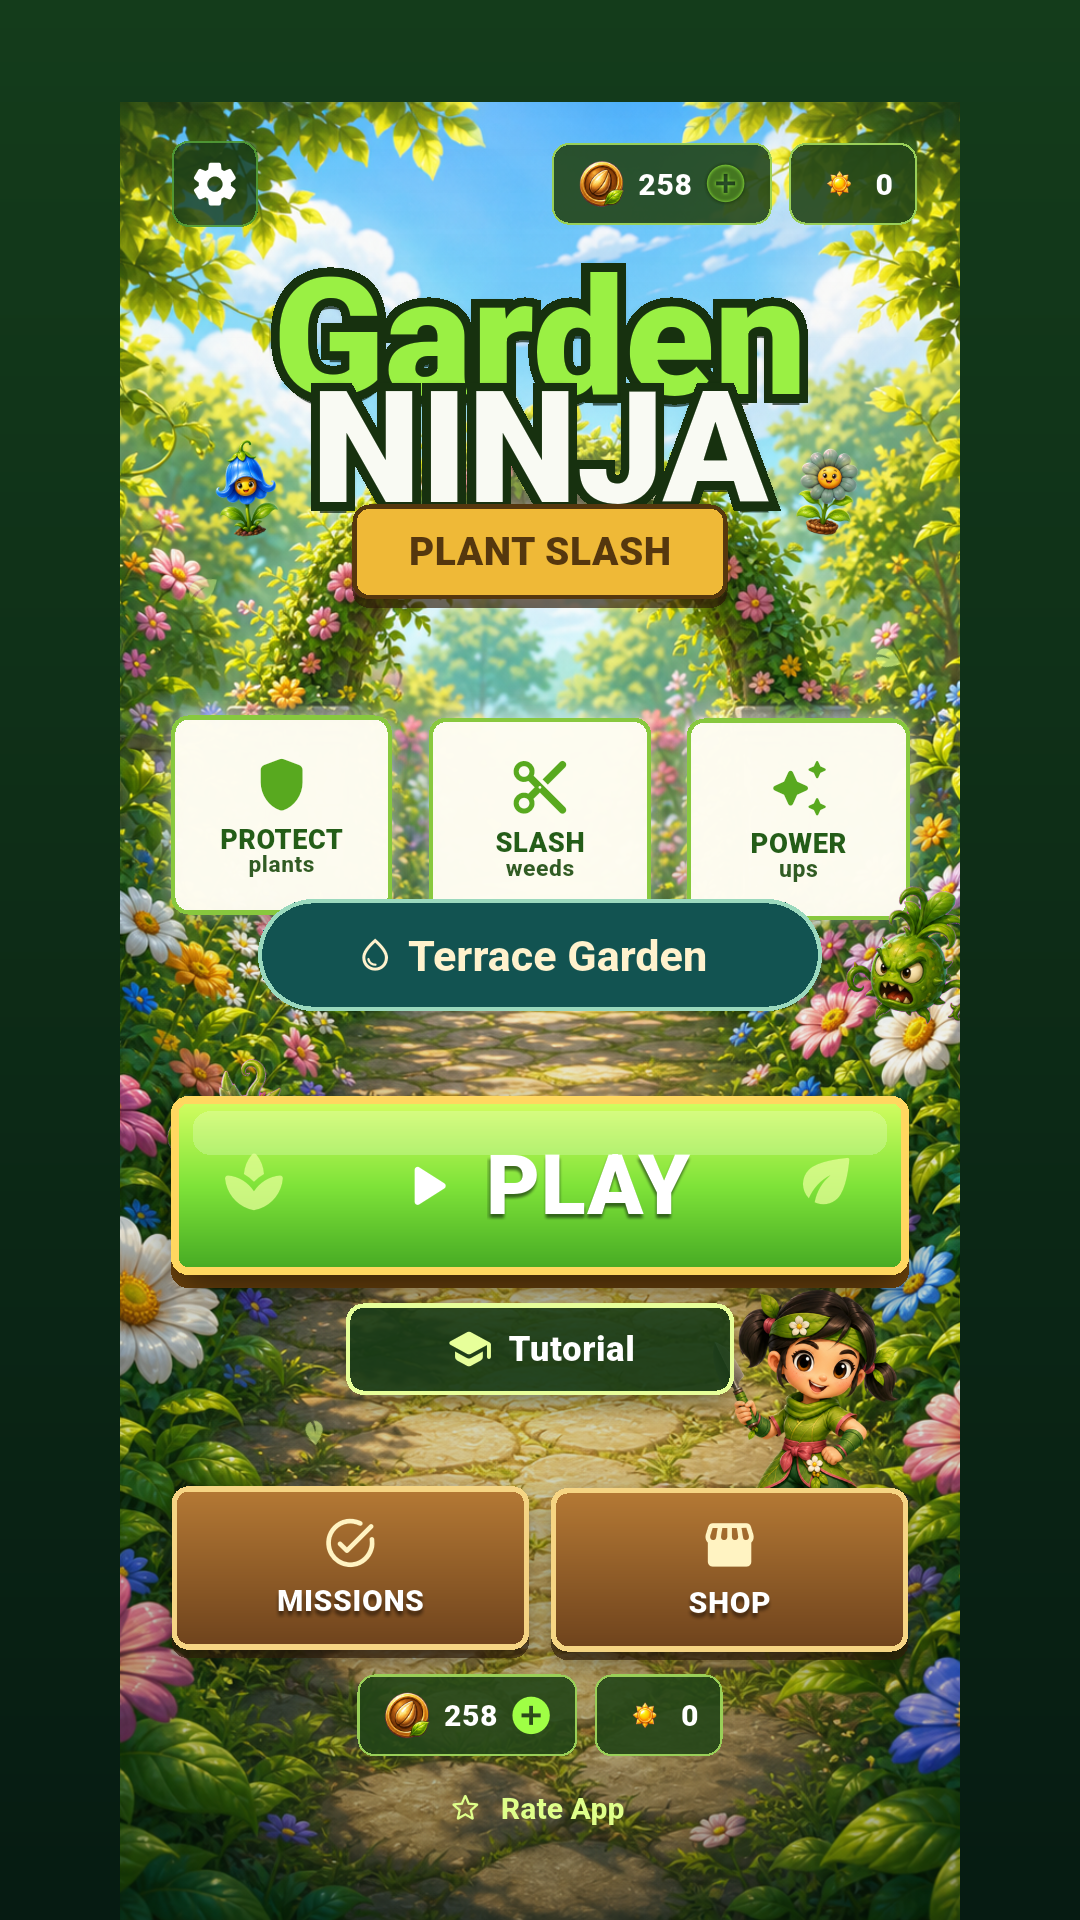 258
0
Garden
NINJA
PLANT SLASH
PROTECT
plants
SLASH
weeds
POWER
ups
Terrace Garden
PLAY
Tutorial
MISSIONS
SHOP
258
0
Rate App